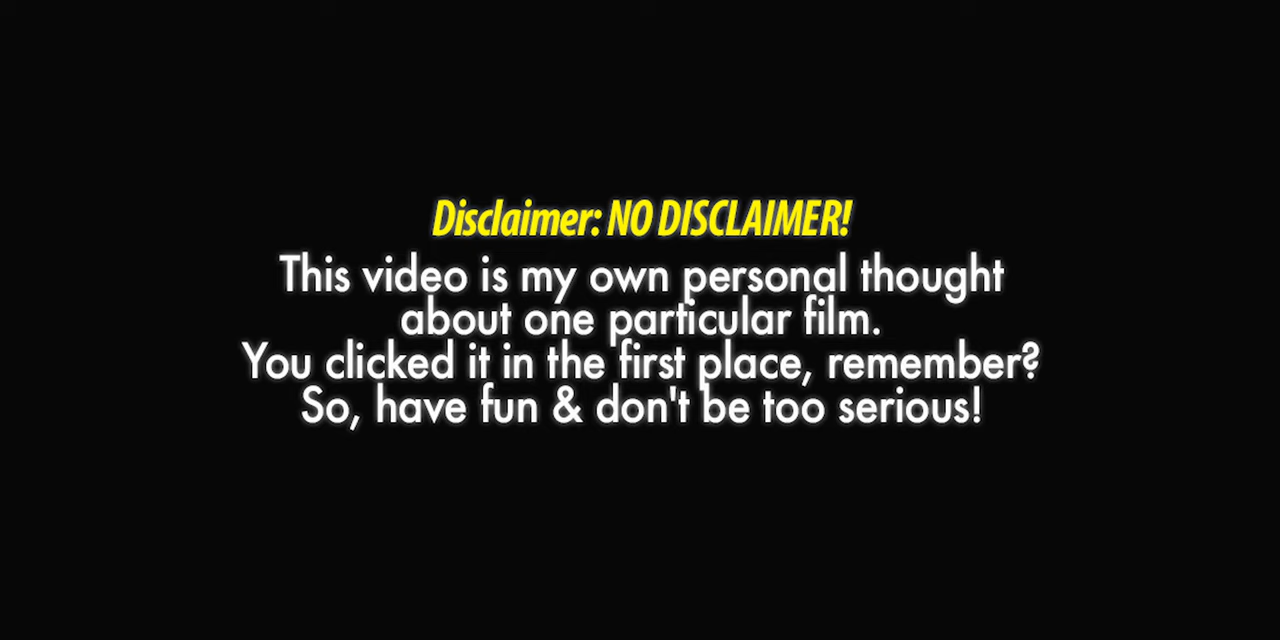 Disclaimer: NO DISCLAIMER!
This video is my own personal thought
about one particular film.
You clicked it in the first place, remember?
So, have fun & don't be too serious!